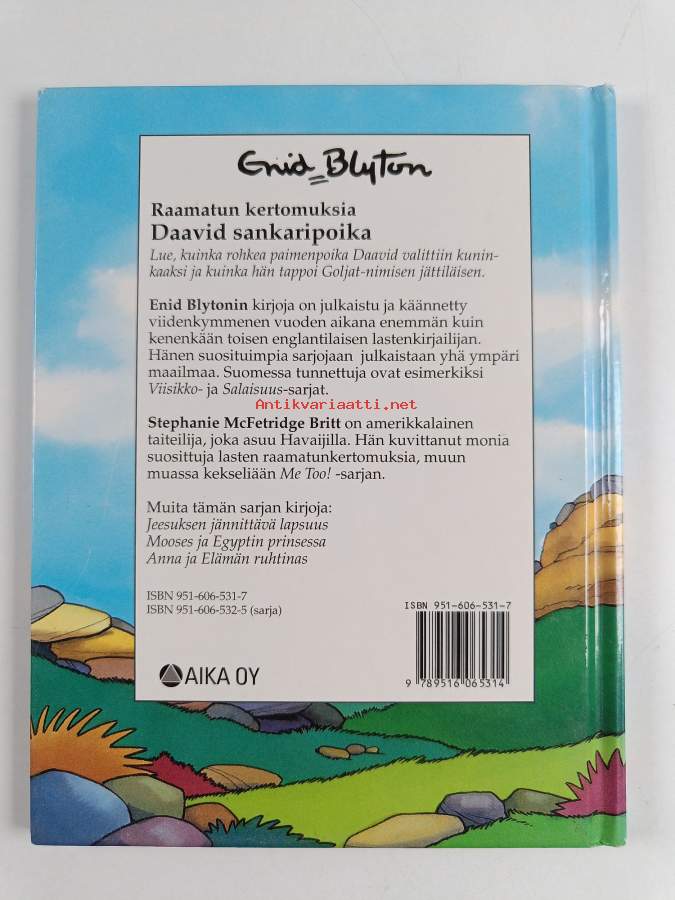 Enid Blyton
Raamatun kertomuksia
Daavid sankaripoika
Lue, kuinka rohkea paimenpoika Daavid valittiin kunin-
kaaksi ja kuinka hän tappoi Goljat-nimisen jättiläisen.
Enid Blytonin kirjoja on julkaistu ja käännetty
viidenkymmenen vuoden aikana enemmän kuin
kenenkään toisen englantilaisen lastenkirjailijan.
Hänen suosituimpia sarjojaan julkaistaan yhä ympäri
maailmaa. Suomessa tunnettuja ovat esimerkiksi
Viisikko- ja Salaisuus-sarjat.
Antikvariaatti.net
Stephanie McFetridge Britt on amerikkalainen
taiteilija, joka asuu Havaijilla. Hän kuvittanut monia
suosittuja lasten raamatunkertomuksia, muun
muassa kekseliään Me Too! -sarjan.
Muita tämän sarjan kirjoja:
Jeesuksen jännittävä lapsuus
Mooses ja Egyptin prinsessa
Anna ja Elämän ruhtinas
ISBN 951-606-531-7
ISBN 951-606-532-5 (sarja)
ISBN 951-606-531-7
9 789516 065314
AIKA OY